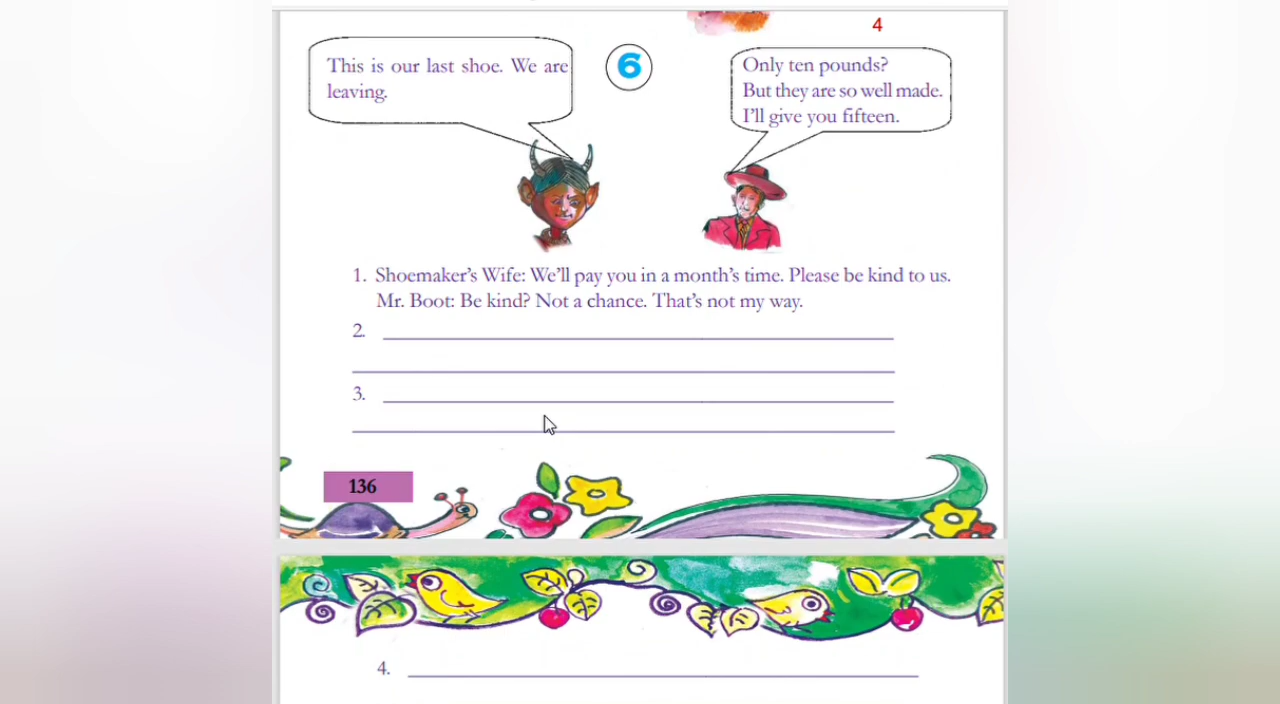 4
This is our last shoe. We are
leaving.
6
Only ten pounds?
But they are so well made.
I'll give you fifteen.
1. Shoemaker's Wife: We'll pay you in a month's time. Please be kind to us.
Mr. Boot: Be kind? Not a chance. That's not my way.
2.
3.
136
4.